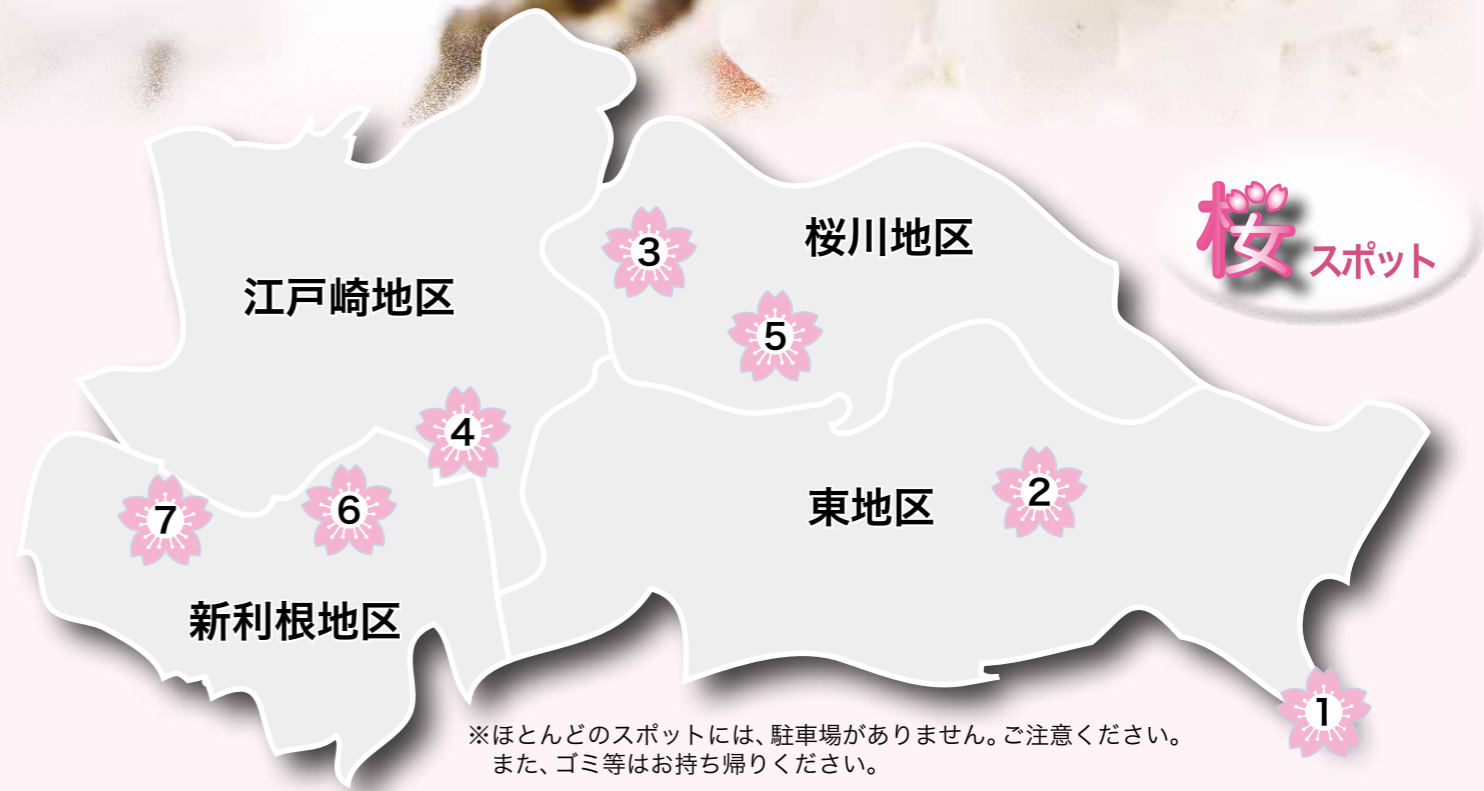 桜スポット
江戸崎地区
桜川地区
東地区
新利根地区
3
5
4
2
7
6
1
※ほとんどのスポットには、駐車場がありません。ご注意ください。
また、ゴミ等はお持ち帰りください。